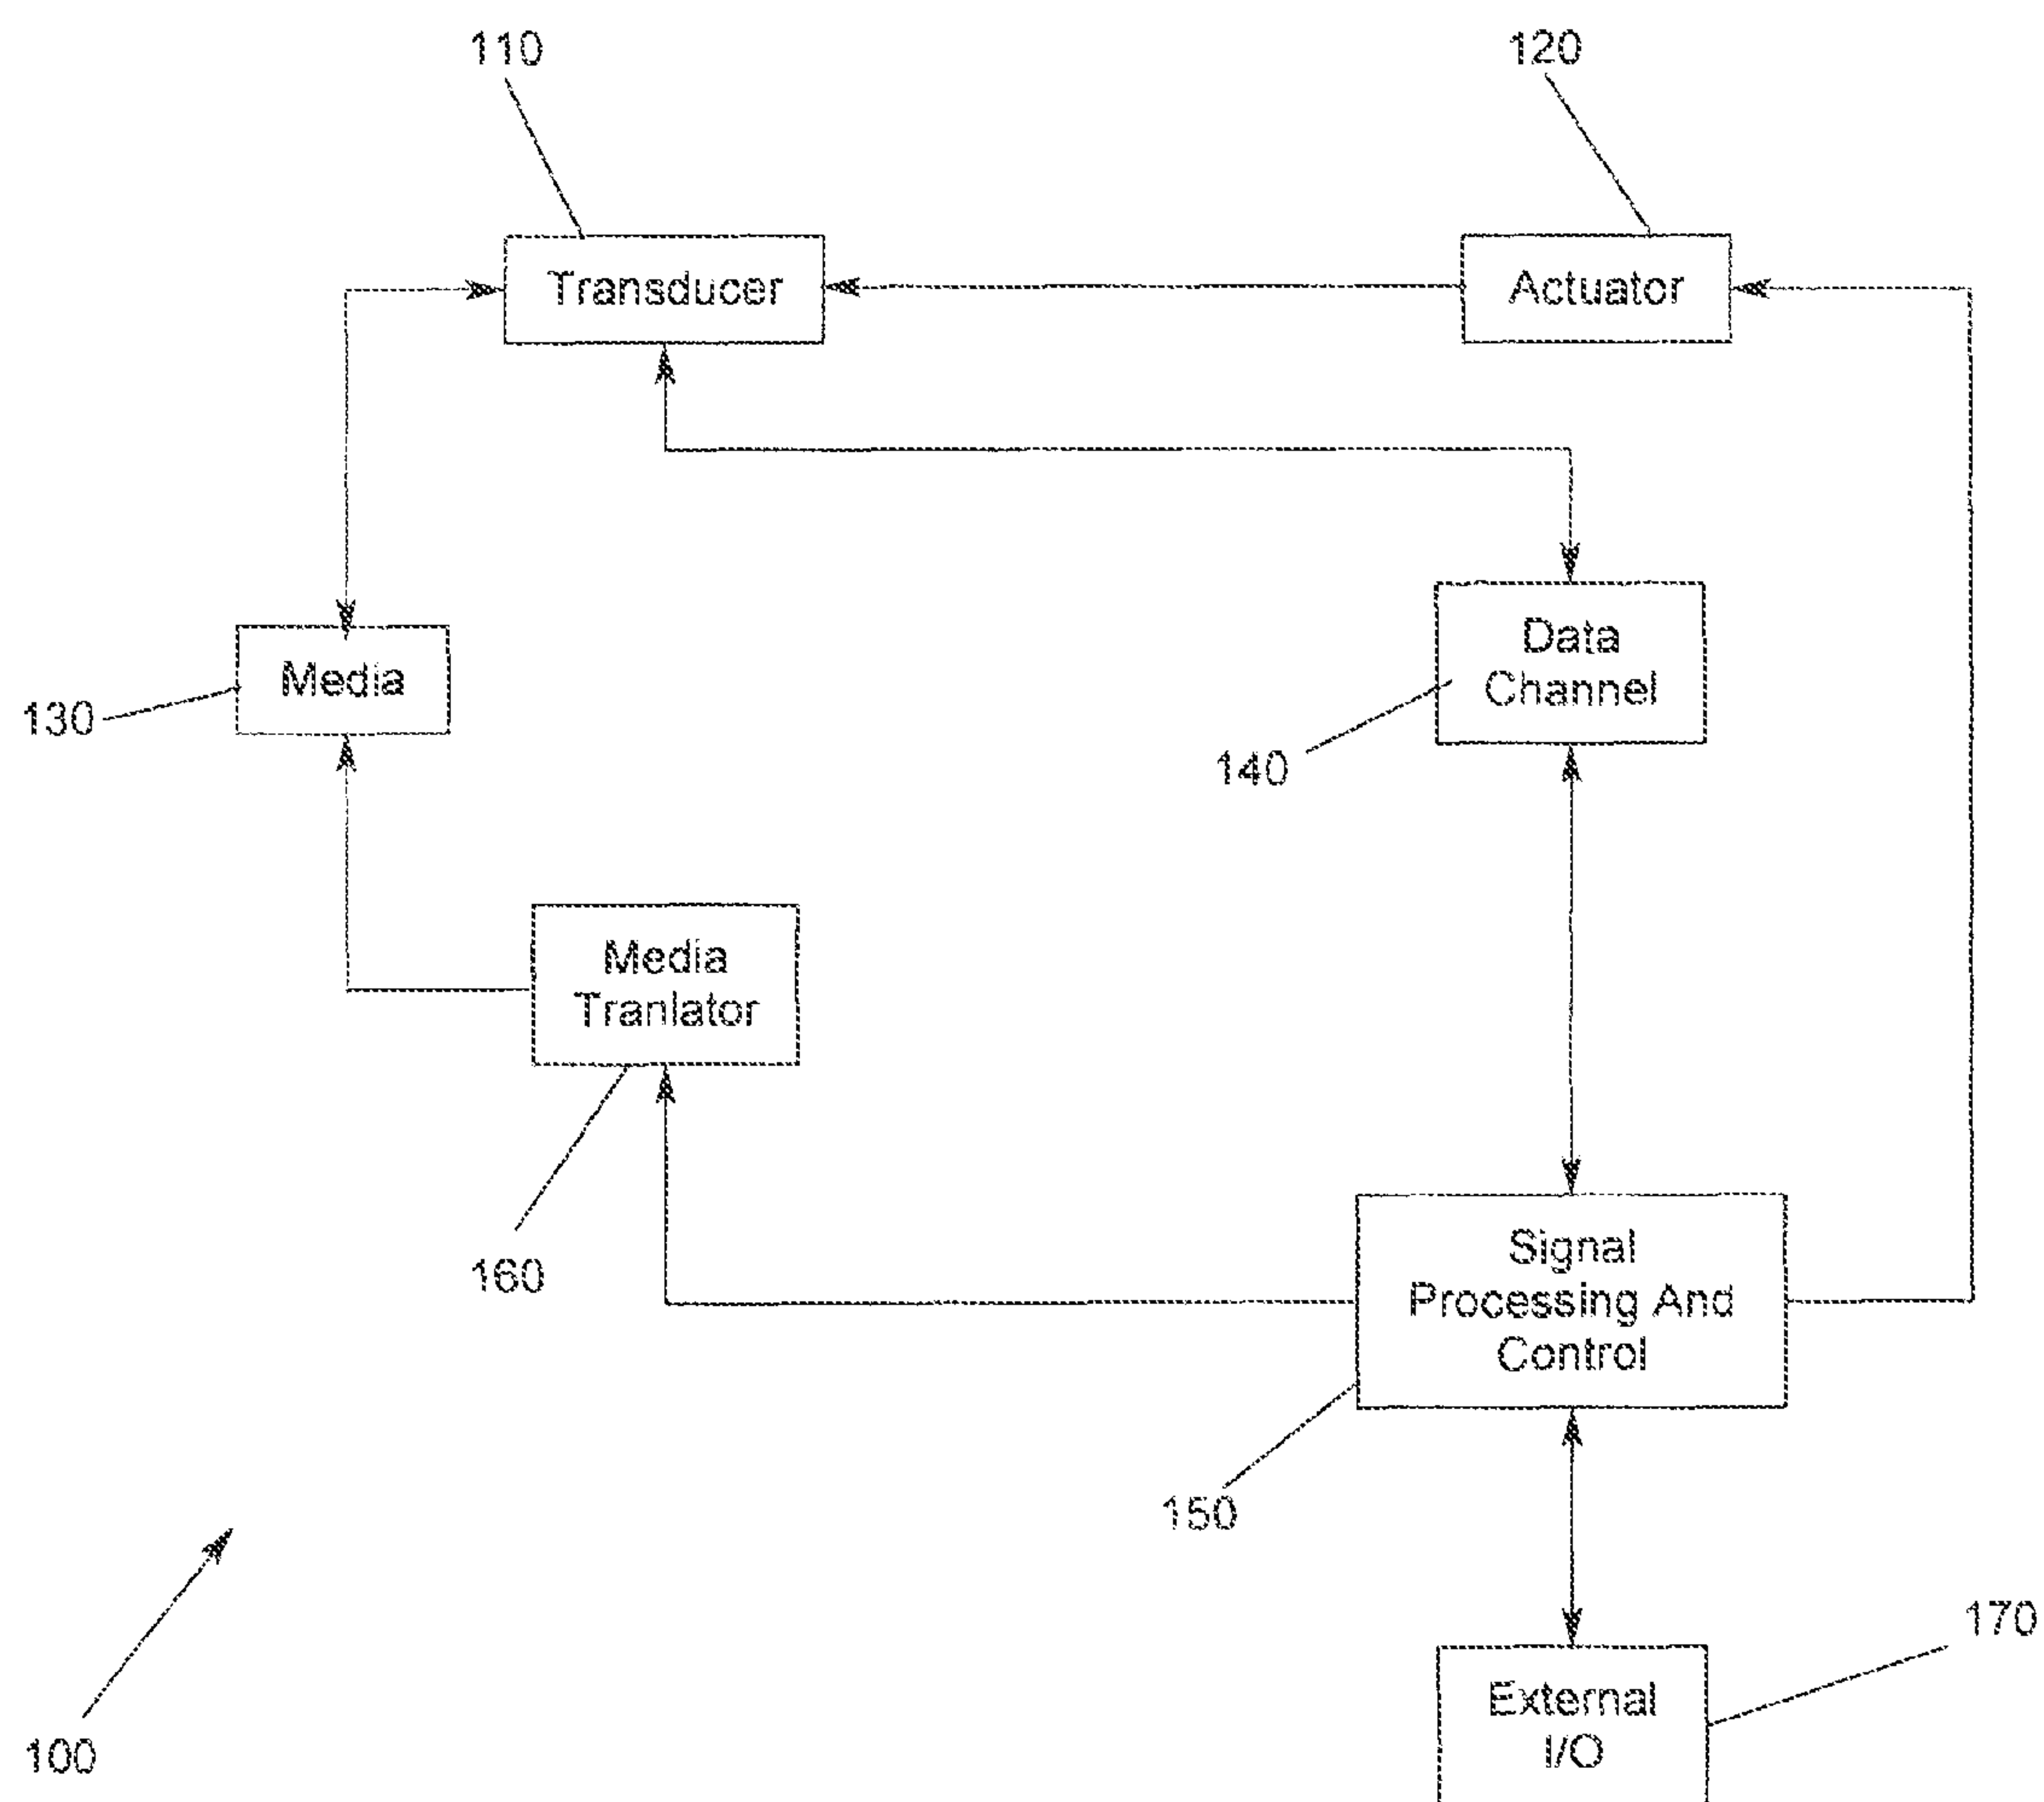 110
120
Transducer
Actuator
Media
130
Data
Channel
140
Media
Tranlator
160
Signal
Processing And
Control
150
170
External
I/O
100